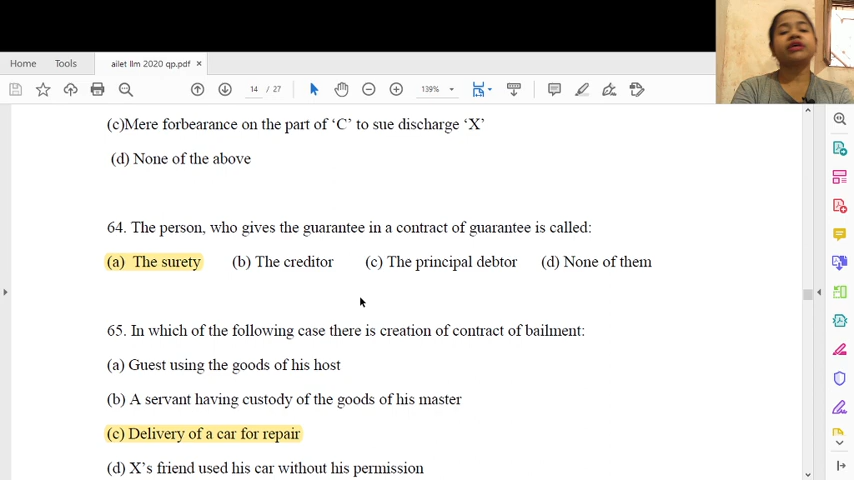 Home
Tools
ailet llm 2020 qp.pdf ×
14 / 27
139%
(c)Mere forbearance on the part of ‘C’ to sue discharge ‘X’
(d) None of the above
64. The person, who gives the guarantee in a contract of guarantee is called:
(a) The surety (b) The creditor (c) The principal debtor (d) None of them
65. In which of the following case there is creation of contract of bailment:
(a) Guest using the goods of his host
(b) A servant having custody of the goods of his master
(c) Delivery of a car for repair
(d) X’s friend used his car without his permission